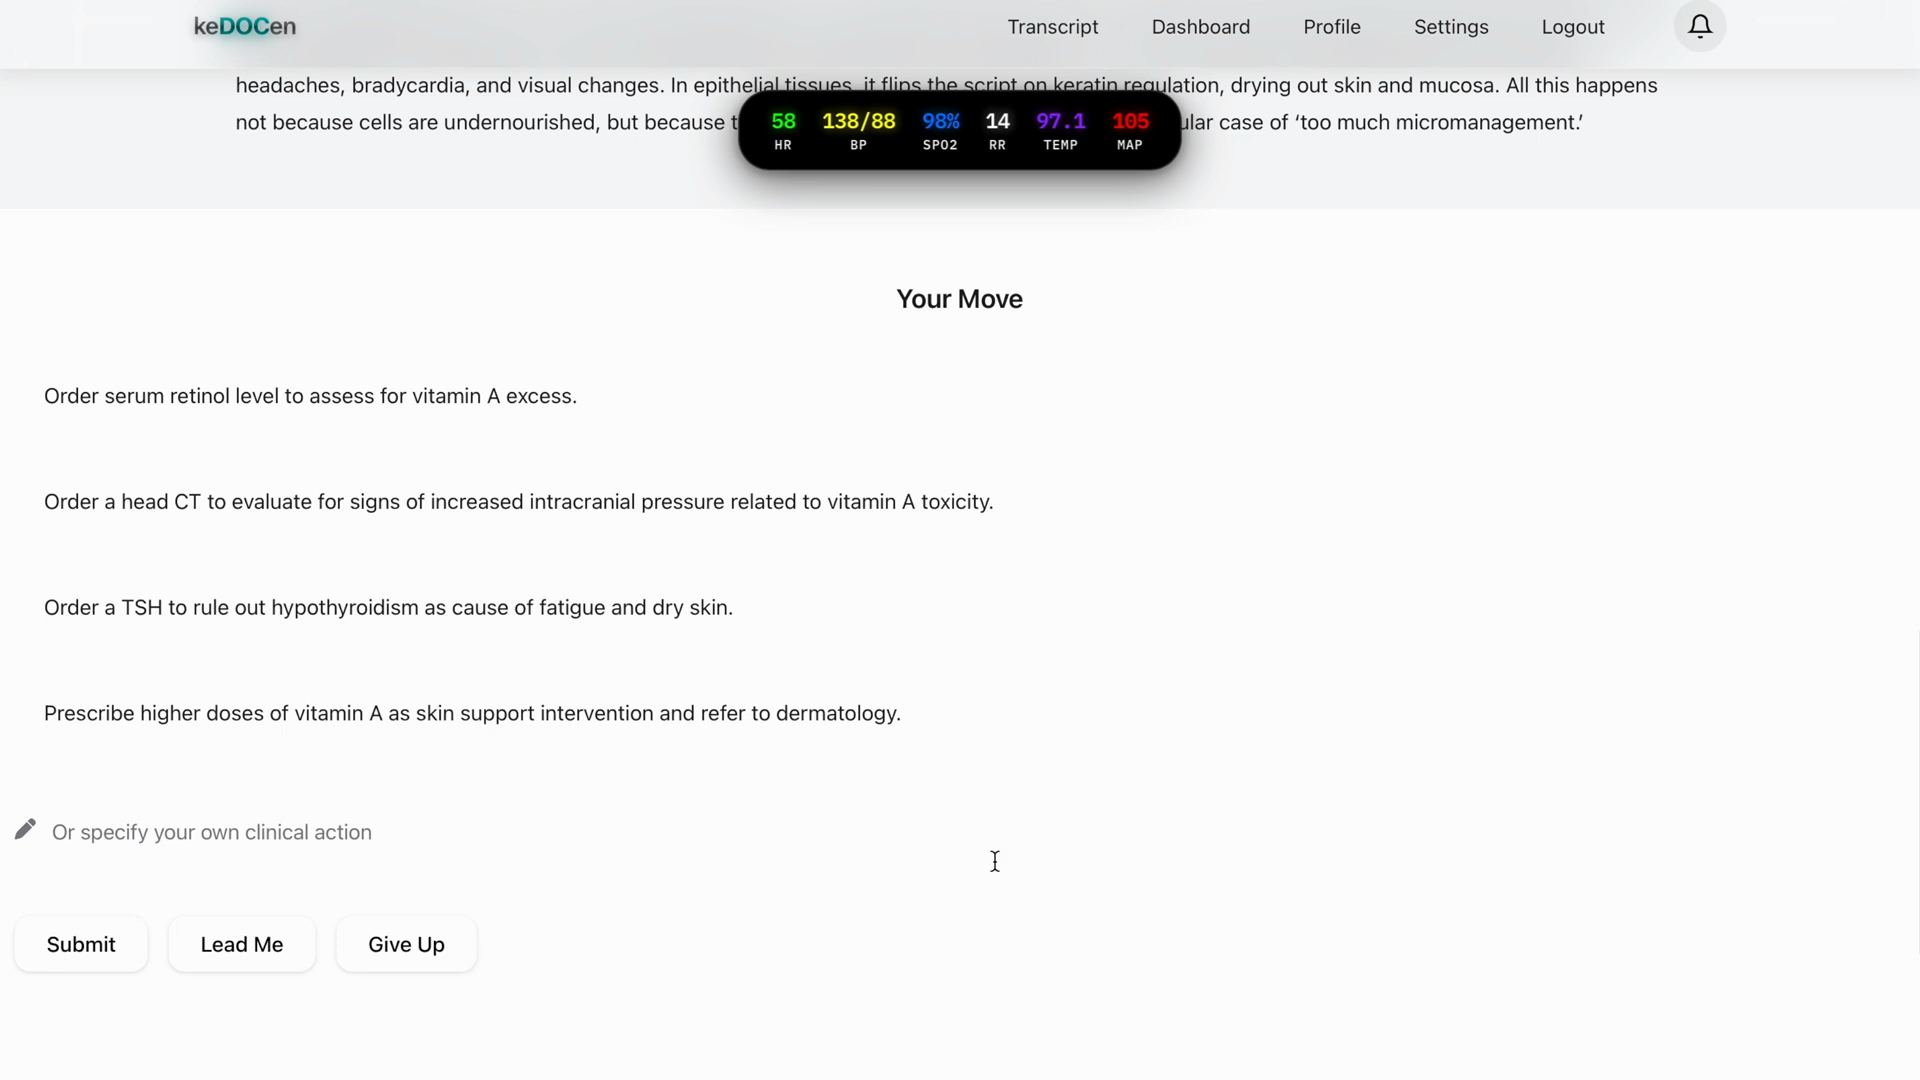 keDOCen
Transcript Dashboard Profile Settings Logout
headaches, bradycardia, and visual changes. In epithelial tissues, it flips the script on keratin regulation, drying out skin and mucosa. All this happens
not because cells are undernourished, but because ular case of ‘too much micromanagement.’
58 138/88 98% 14 97.1 105
HR BP SPO2 RR TEMP MAP
Your Move
Order serum retinol level to assess for vitamin A excess.
Order a head CT to evaluate for signs of increased intracranial pressure related to vitamin A toxicity.
Order a TSH to rule out hypothyroidism as cause of fatigue and dry skin.
Prescribe higher doses of vitamin A as skin support intervention and refer to dermatology.
Or specify your own clinical action
Submit Lead Me Give Up